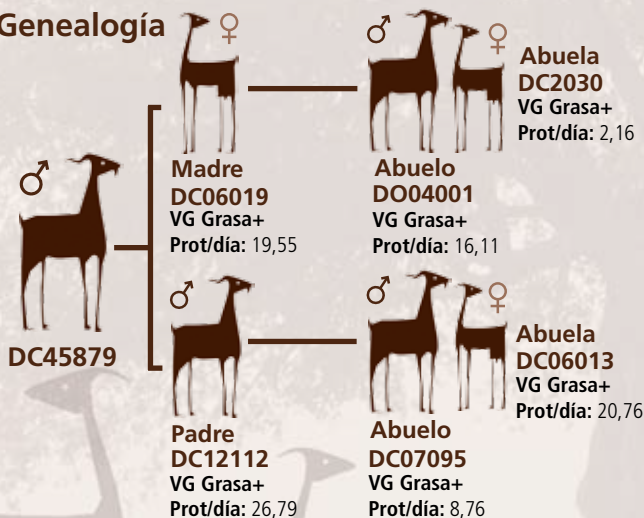 Genealogía
♂
DC45879
♀
Madre
DC06019
VG Grasa+
Prot/día: 19,55
♂
Abuelo
DO04001
VG Grasa+
Prot/día: 16,11
♀
Abuela
DC2030
VG Grasa+
Prot/día: 2,16
♂
Padre
DC12112
VG Grasa+
Prot/día: 26,79
♂
Abuelo
DC07095
VG Grasa+
Prot/día: 8,76
♀
Abuela
DC06013
VG Grasa+
Prot/día: 20,76